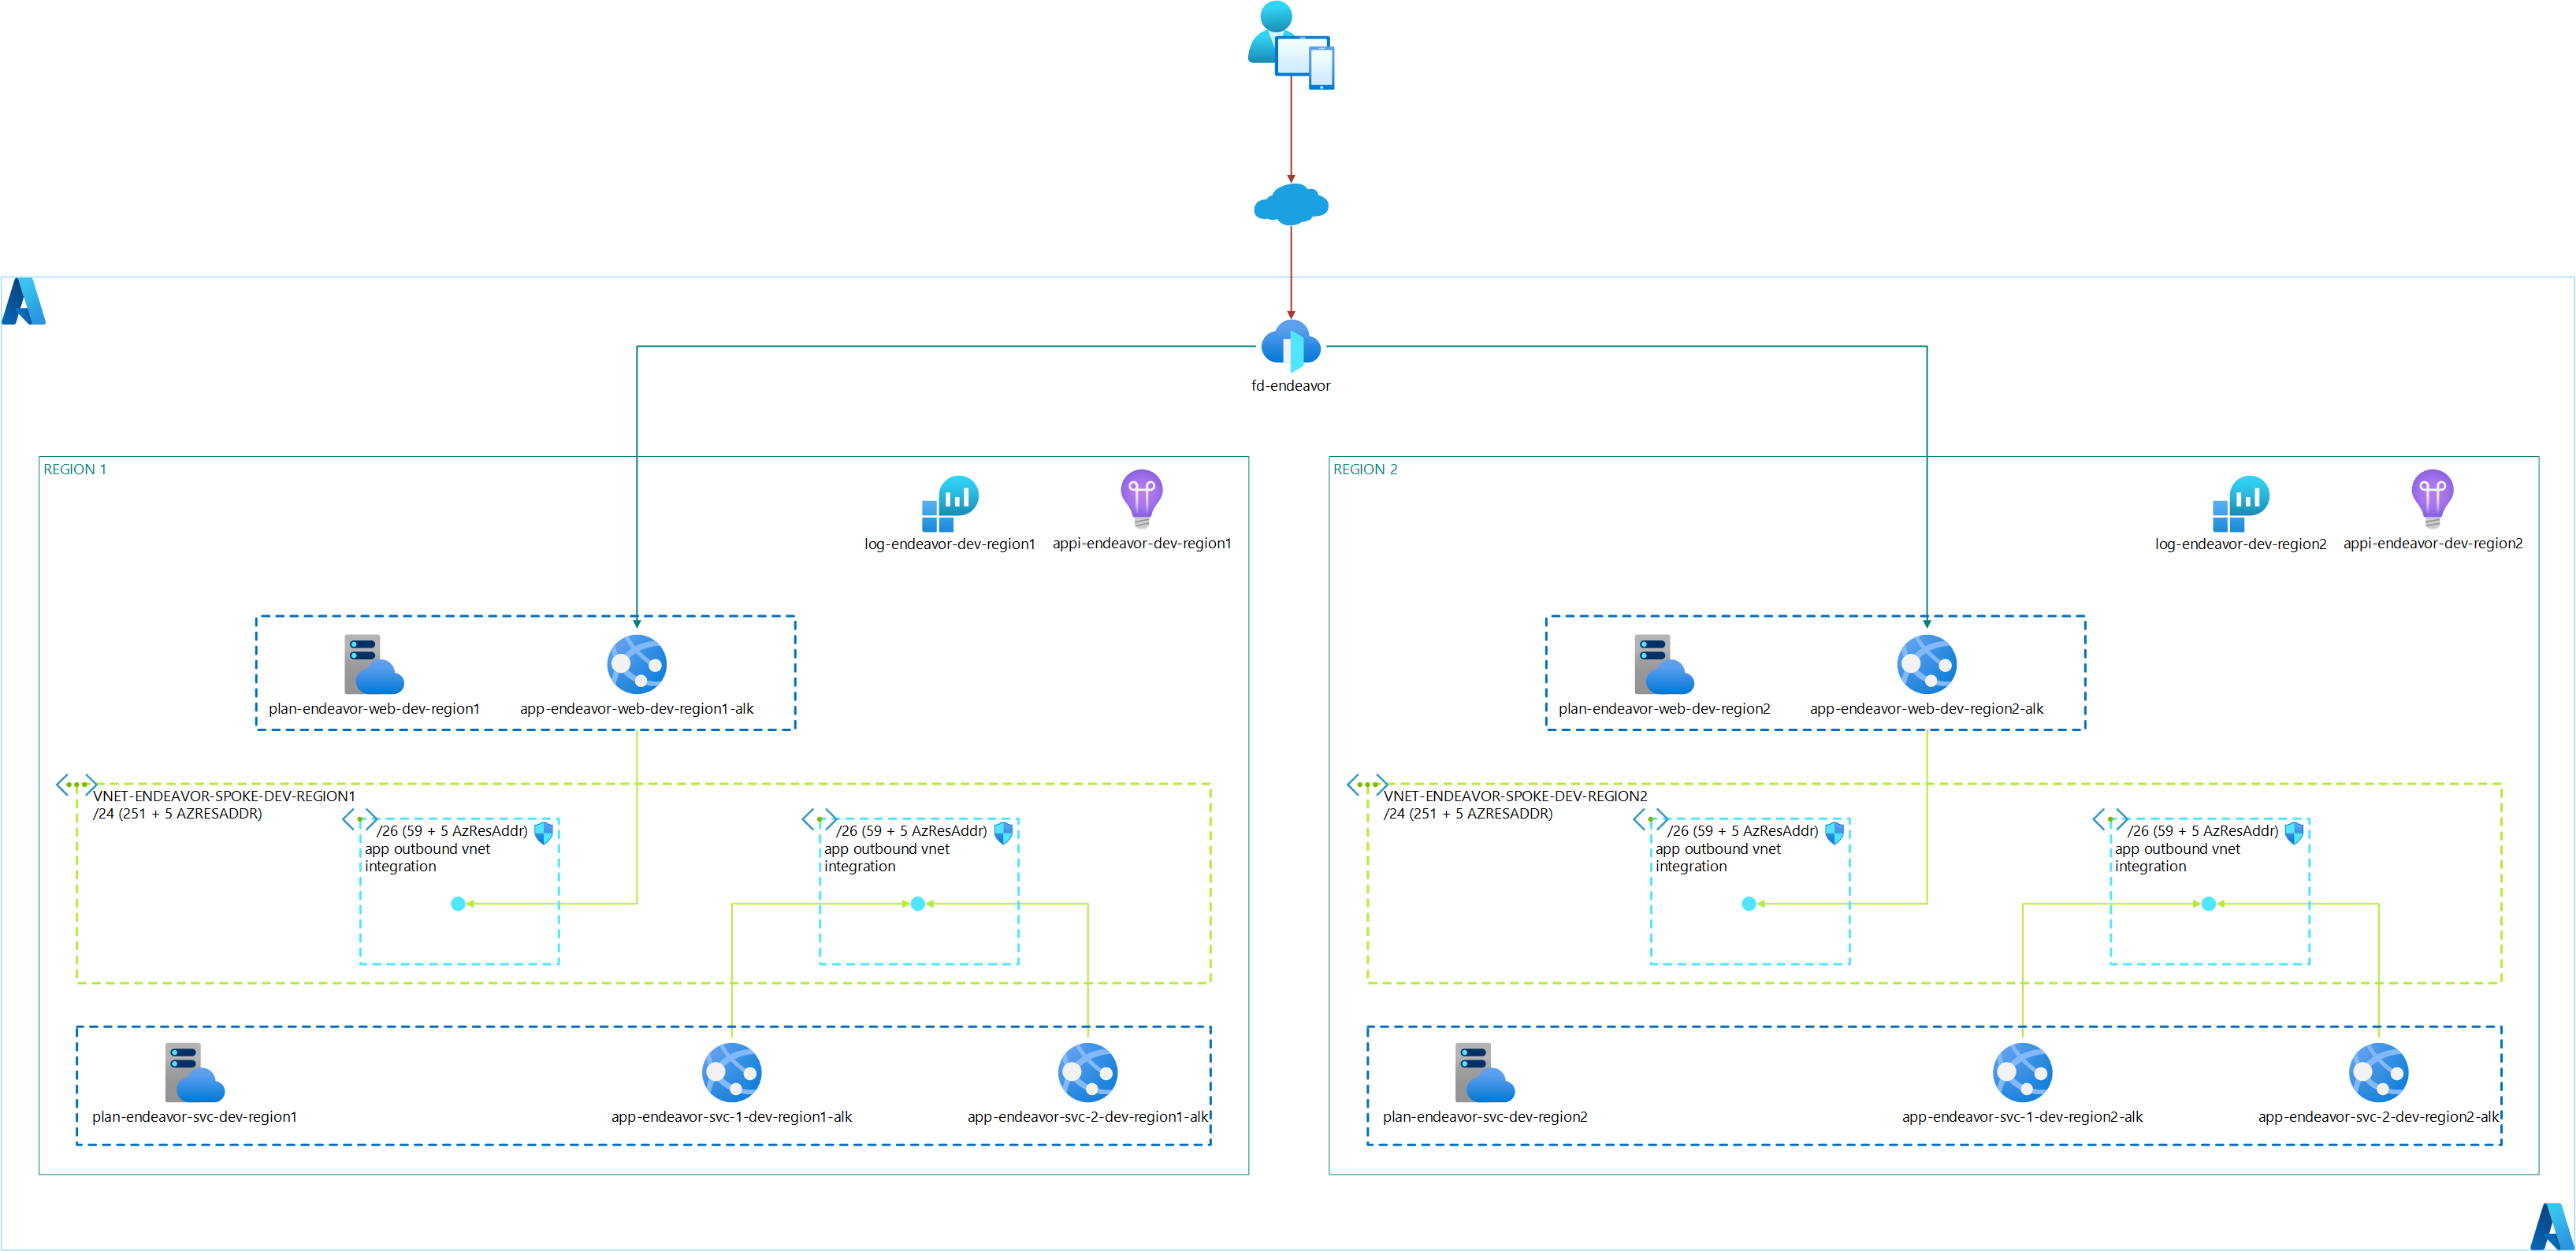 fd-endeavor
REGION 1
log-endeavor-dev-region1
appi-endeavor-dev-region1
plan-endeavor-web-dev-region1
app-endeavor-web-dev-region1-alk
VNET-ENDEAVOR-SPOKE-DEV-REGION1
/24 (251 + 5 AZRESADDR)
/26 (59 + 5 AzResAddr)
app outbound vnet
integration
/26 (59 + 5 AzResAddr)
app outbound vnet
integration
plan-endeavor-svc-dev-region1
app-endeavor-svc-1-dev-region1-alk
app-endeavor-svc-2-dev-region1-alk
REGION 2
log-endeavor-dev-region2
appi-endeavor-dev-region2
plan-endeavor-web-dev-region2
app-endeavor-web-dev-region2-alk
VNET-ENDEAVOR-SPOKE-DEV-REGION2
/24 (251 + 5 AZRESADDR)
/26 (59 + 5 AzResAddr)
app outbound vnet
integration
/26 (59 + 5 AzResAddr)
app outbound vnet
integration
plan-endeavor-svc-dev-region2
app-endeavor-svc-1-dev-region2-alk
app-endeavor-svc-2-dev-region2-alk